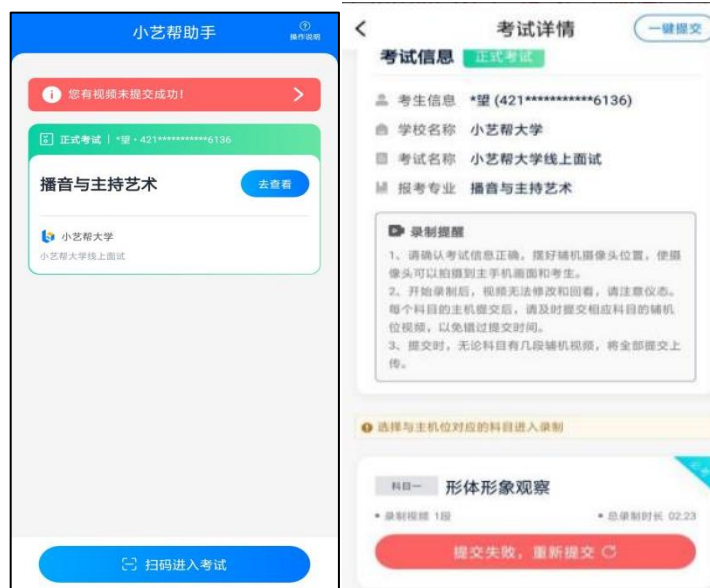 小艺帮助手
操作说明
您有视频未提交成功！
正式考试 | *望·421***********6136
播音与主持艺术
去查看
小艺帮大学
小艺帮大学线上面试
扫码进入考试
考试详情
一键提交
考试信息 正式考试
考生信息 *望 (421***********6136)
学校名称 小艺帮大学
考试名称 小艺帮大学线上面试
报考专业 播音与主持艺术
录制提醒
1、请确认考试信息正确，摆好辅机摄像头位置，使摄
像头可以拍摄到主手机画面和考生。
2、开始录制后，视频无法修改和回看，请注意仪态。
每个科目的主机提交后，请及时提交相应科目的辅机
位视频，以免错过提交时间。
3、提交时，无论科目有几段辅机视频，将全部提交上
传。
选择与主机位对应的科目进入录制
科目一 形体形象观察
• 录制视频 1段 • 总录制时长 02:23
提交失败，重新提交